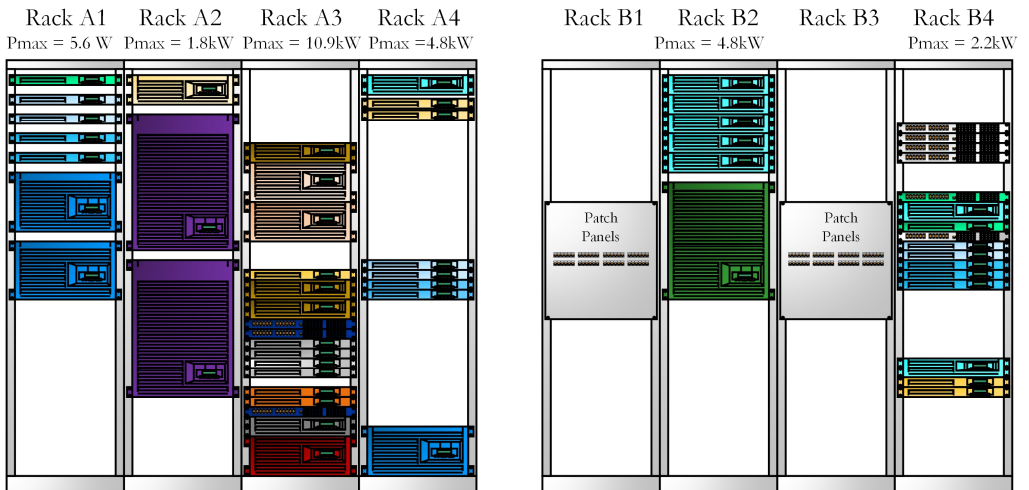 Rack A1
Rack A2
Rack A3
Rack A4
Rack B1
Rack B2
Rack B3
Rack B4
Pmax = 5.6 W
Pmax = 1.8kW
Pmax = 10.9kW
Pmax =4.8kW
Pmax = 4.8kW
Pmax = 2.2kW
Patch
Panels
Patch
Panels